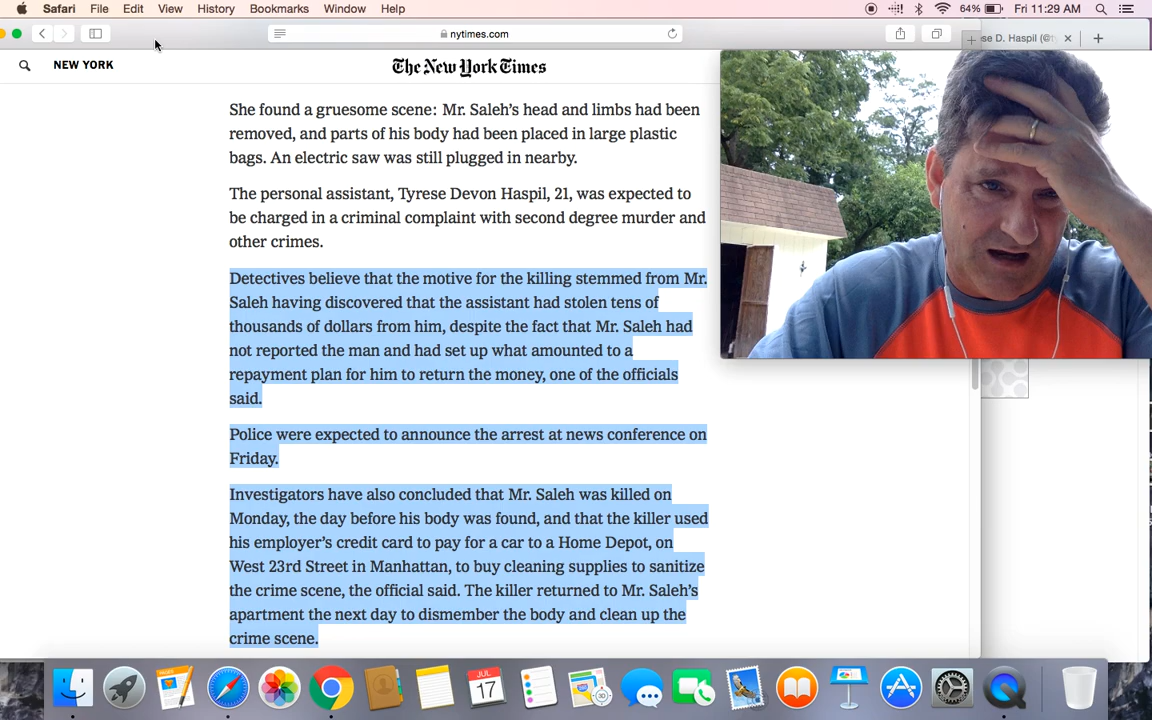 Safari File Edit View History Bookmarks Window Help 64% Fri 11:29 AM
nytimes.com
se D. Haspil (@
NEW YORK
The New York Times
She found a gruesome scene: Mr. Saleh’s head and limbs had been
removed, and parts of his body had been placed in large plastic
bags. An electric saw was still plugged in nearby.
The personal assistant, Tyrese Devon Haspil, 21, was expected to
be charged in a criminal complaint with second degree murder and
other crimes.
Detectives believe that the motive for the killing stemmed from Mr.
Saleh having discovered that the assistant had stolen tens of
thousands of dollars from him, despite the fact that Mr. Saleh had
not reported the man and had set up what amounted to a
repayment plan for him to return the money, one of the officials
said.
Police were expected to announce the arrest at news conference on
Friday.
Investigators have also concluded that Mr. Saleh was killed on
Monday, the day before his body was found, and that the killer used
his employer’s credit card to pay for a car to a Home Depot, on
West 23rd Street in Manhattan, to buy cleaning supplies to sanitize
the crime scene, the official said. The killer returned to Mr. Saleh’s
apartment the next day to dismember the body and clean up the
crime scene.
JUL
17